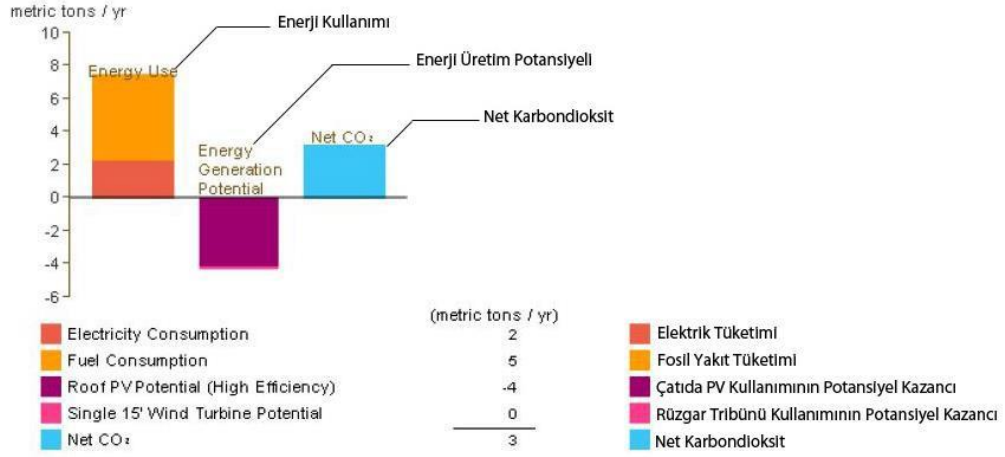 metric tons / yr
Enerji Kullanımı
10
8
Energy Use
Enerji Üretim Potansiyeli
6
Net Karbondioksit
4
Net CO₂
Energy
Generation
Potential
2
0
-2
-4
-6
(metric tons / yr)
Electricity Consumption 2 Elektrik Tüketimi
Fuel Consumption 5 Fosil Yakıt Tüketimi
Roof PV Potential (High Efficiency) -4 Çatıda PV Kullanımının Potansiyel Kazancı
Single 15' Wind Turbine Potential 0 Rüzgar Tribünü Kullanımının Potansiyel Kazancı
Net CO₂ 3 Net Karbondioksit